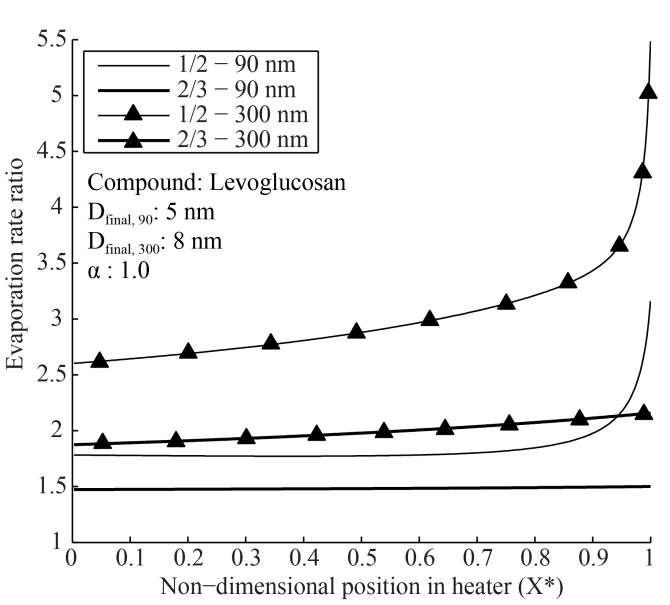 5.5
5
4.5
4
3.5
3
2.5
2
1.5
1
Evaporation rate ratio
1/2 − 90 nm
2/3 − 90 nm
1/2 − 300 nm
2/3 − 300 nm
Compound: Levoglucosan
Dfinal, 90: 5 nm
Dfinal, 300: 8 nm
α : 1.0
0 0.1 0.2 0.3 0.4 0.5 0.6 0.7 0.8 0.9 1
Non−dimensional position in heater (X*)